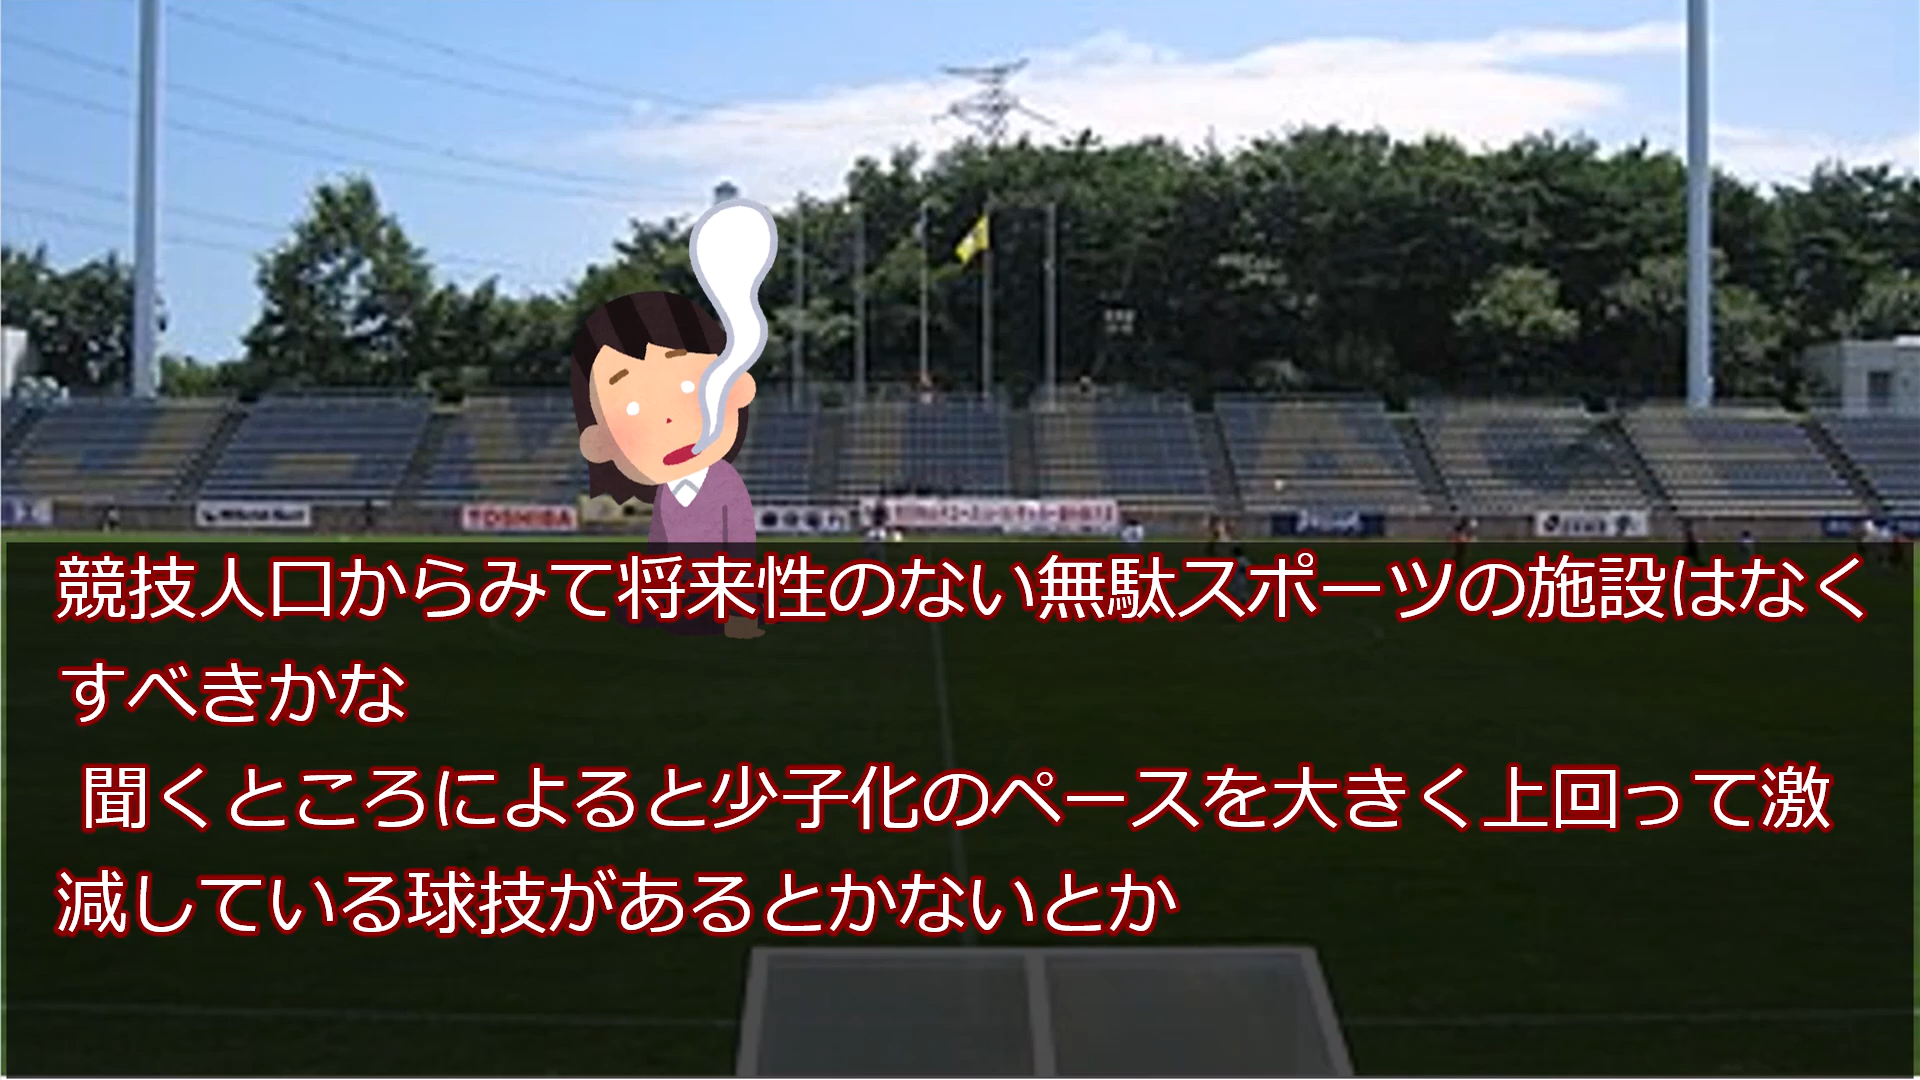 TOSHIBA
競技人口からみて将来性のない無駄スポーツの施設はなく
すべきかな
聞くところによると少子化のペースを大きく上回って激
減している球技があるとかないとか